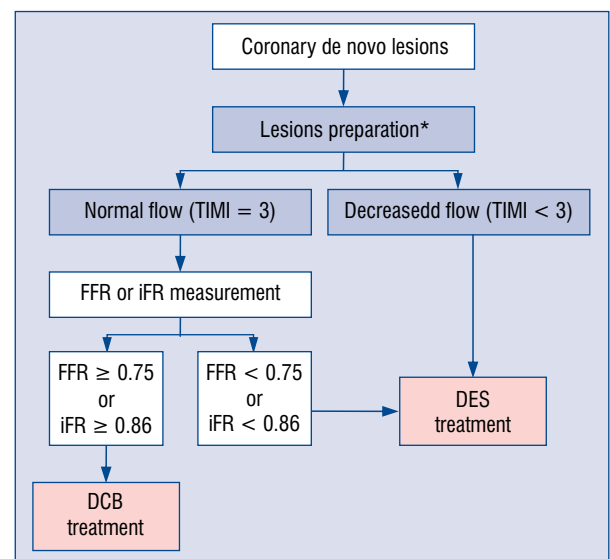 Coronary de novo lesions
Lesions preparation*
Normal flow (TIMI = 3)
Decreasedd flow (TIMI < 3)
FFR or iFR measurement
FFR ≥ 0.75
or
iFR ≥ 0.86
FFR < 0.75
or
iFR < 0.86
DES
treatment
DCB
treatment